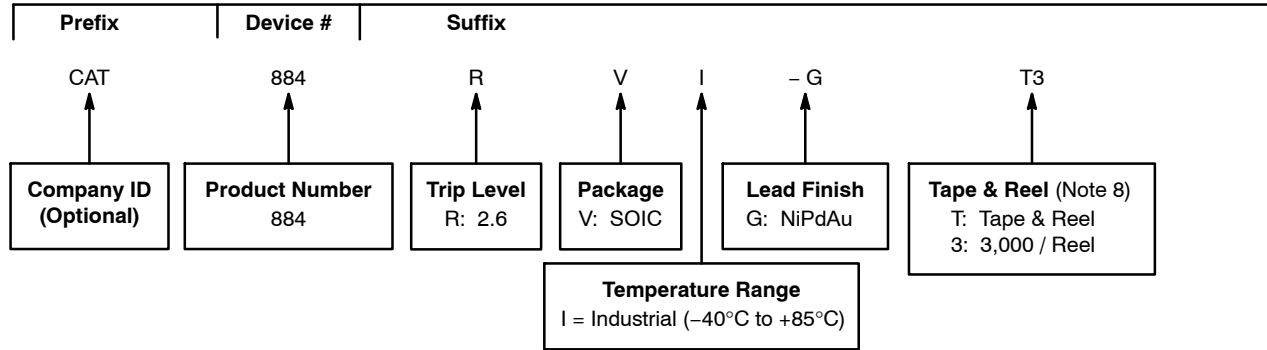 Prefix Device # Suffix
CAT 884 R V I – G T3
Company ID
(Optional)
Product Number
884
Trip Level
R: 2.6
Package
V: SOIC
Lead Finish
G: NiPdAu
Tape & Reel (Note 8)
T: Tape & Reel
3: 3,000 / Reel
Temperature Range
I = Industrial (−40°C to +85°C)